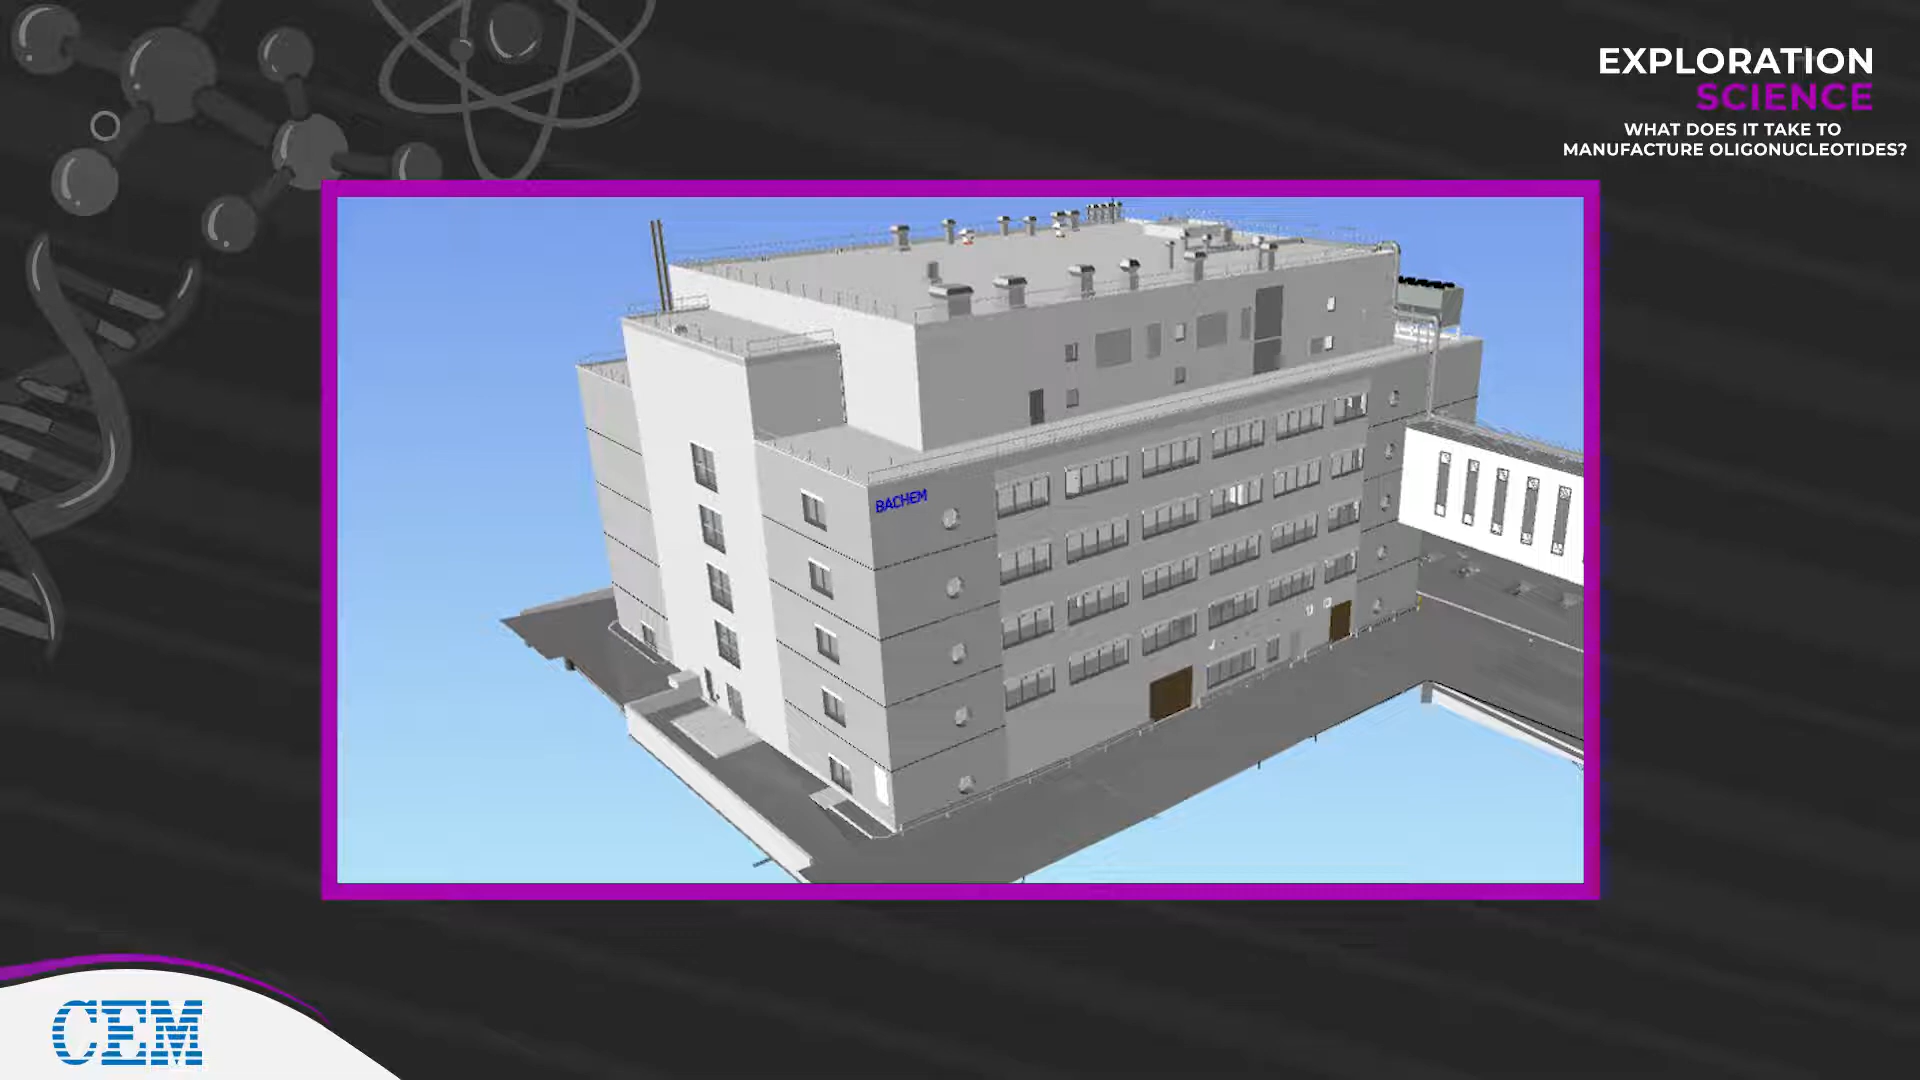 EXPLORATION
SCIENCE
WHAT DOES IT TAKE TO
MANUFACTURE OLIGONUCLEOTIDES?
BACHEM
CEM